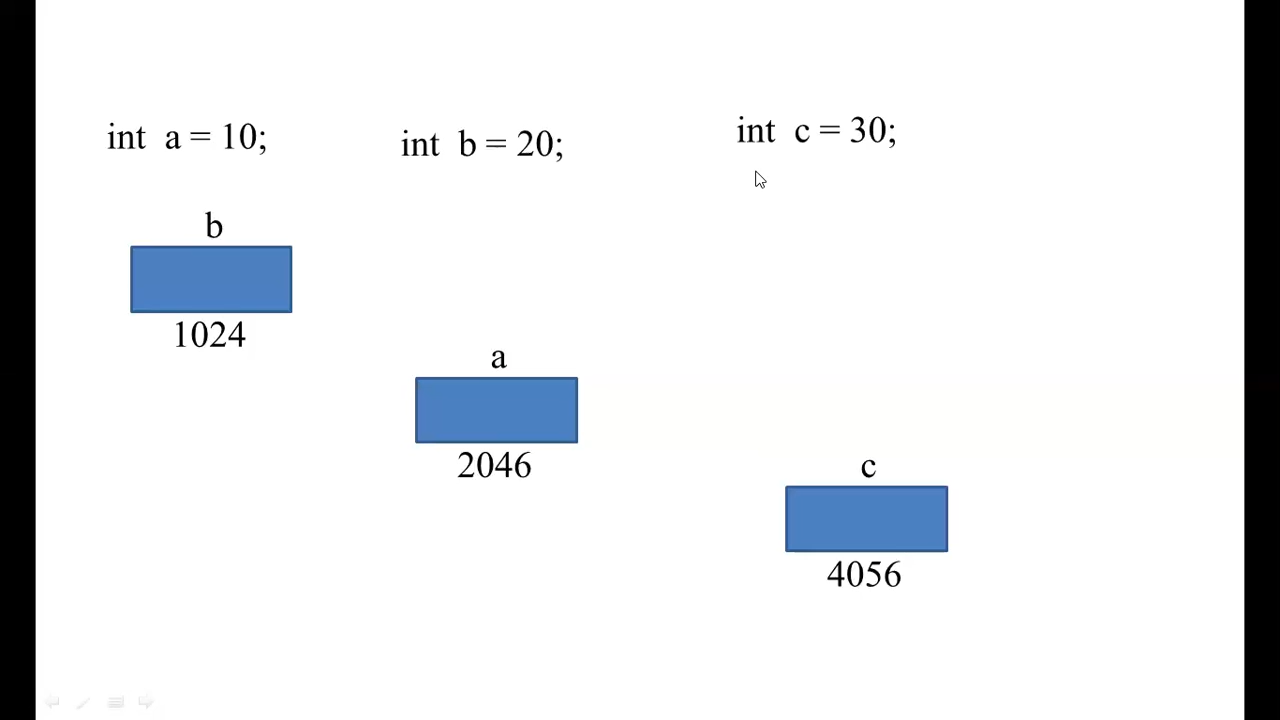 int a = 10;
int b = 20;
int c = 30;
b
1024
a
2046
c
4056